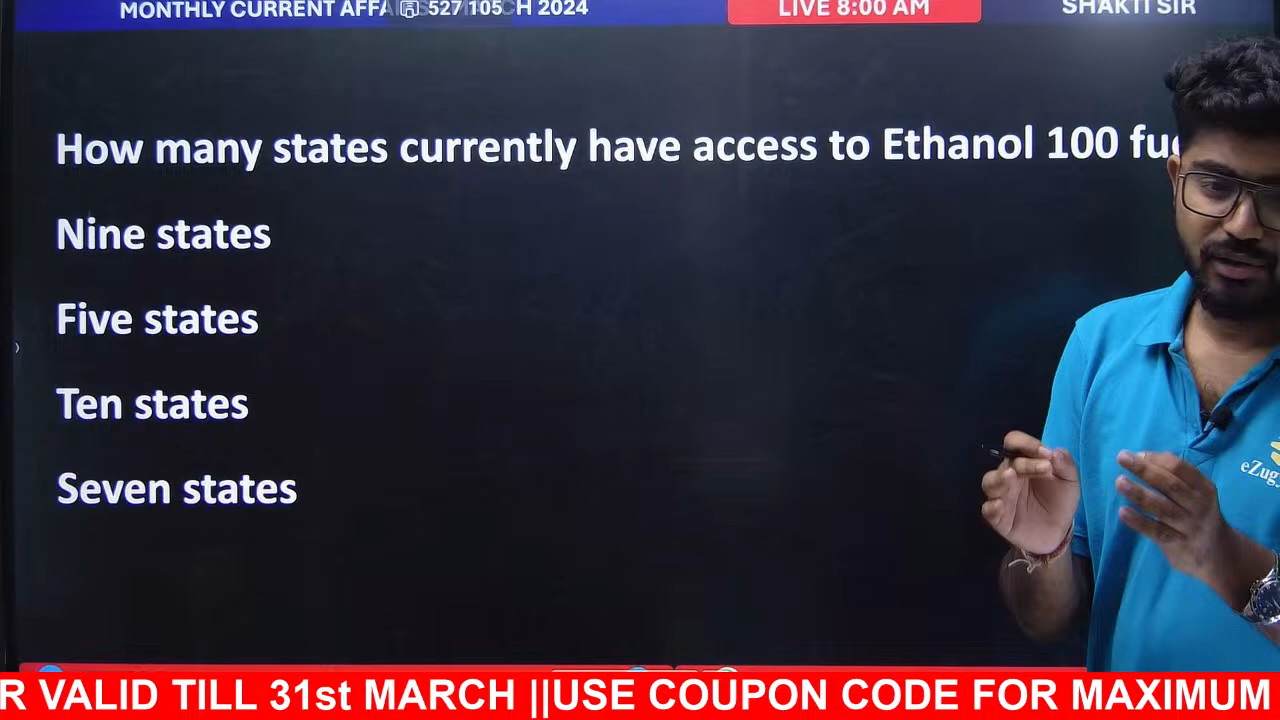 MONTHLY CURRENT AFFA 527 105 CH 2024 LIVE 8:00 AM SHAKTI SIR
How many states currently have access to Ethanol 100
Nine states
Five states
Ten states
Seven states
R VALID TILL 31st MARCH ||USE COUPON CODE FOR MAXIMUM